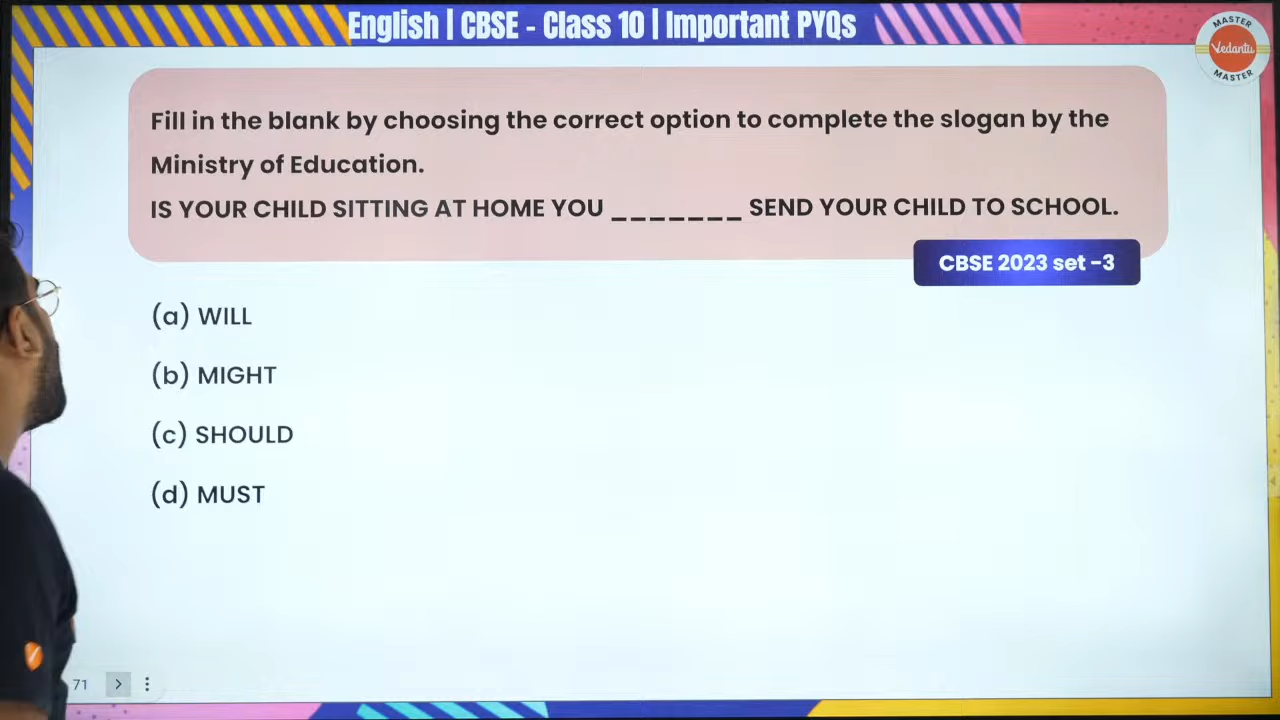 English | CBSE - Class 10 | Important PYQs
MASTER
Vedantu
MASTER
Fill in the blank by choosing the correct option to complete the slogan by the
Ministry of Education.
IS YOUR CHILD SITTING AT HOME YOU _______ SEND YOUR CHILD TO SCHOOL.
CBSE 2023 set -3
(a) WILL
(b) MIGHT
(c) SHOULD
(d) MUST
71